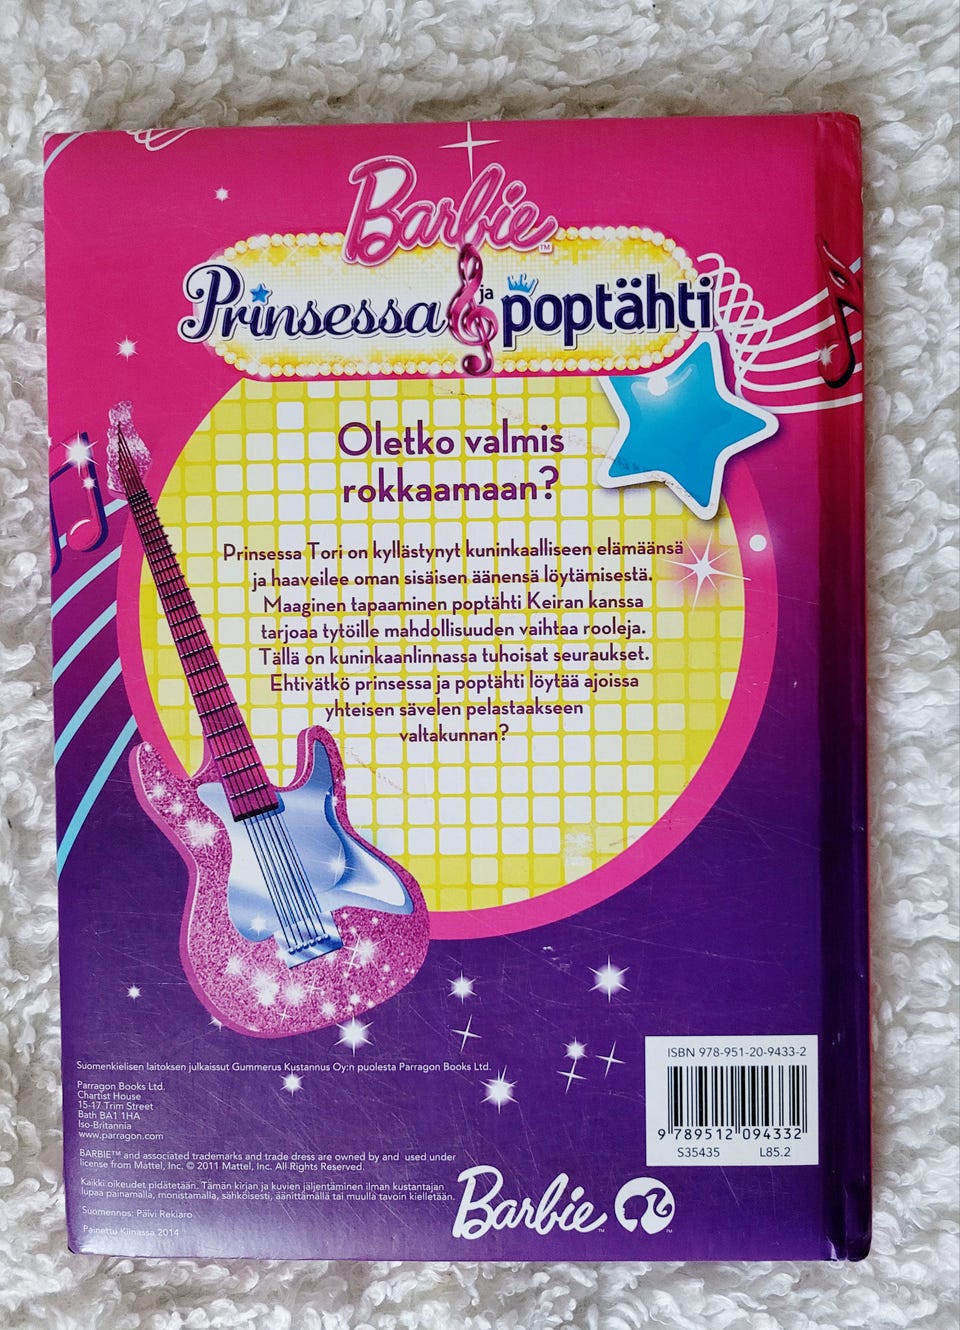 Barbie™
Prinsessa ja poptähti
Oletko valmis
rokkaamaan?
Prinsessa Tori on kyllästynyt kuninkaalliseen elämäänsä
ja haaveilee oman sisäisen äänensä löytämisestä.
Maaginen tapaaminen poptähti Keiran kanssa
tarjoaa tytöille mahdollisuuden vaihtaa rooleja.
Tällä on kuninkaanlinnassa tuhoisat seuraukset.
Ehtivätkö prinsessa ja poptähti löytää ajoissa
yhteisen sävelen pelastaakseen
valtakunnan?
Suomenkielisen laitoksen julkaissut Gummerus Kustannus Oy:n puolesta Parragon Books Ltd.
Parragon Books Ltd.
Chartist House
15-17 Trim Street
Bath BA1 1HA
Iso-Britannia
www.parragon.com
BARBIE™ and associated trademarks and trade dress are owned by and used under
license from Mattel, Inc. © 2011 Mattel, Inc. All Rights Reserved.
Kaikki oikeudet pidätetään. Tämän kirjan ja kuvien jäljentäminen ilman kustantajan
lupaa painamalla, monistamalla, sähköisesti, äänittämällä tai muulla tavoin kielletään.
Suomennos: Päivi Rekiaro
Painettu Kiinassa 2014
Barbie™
ISBN 978-951-20-9433-2
9 789512 094332
S35435 L85.2